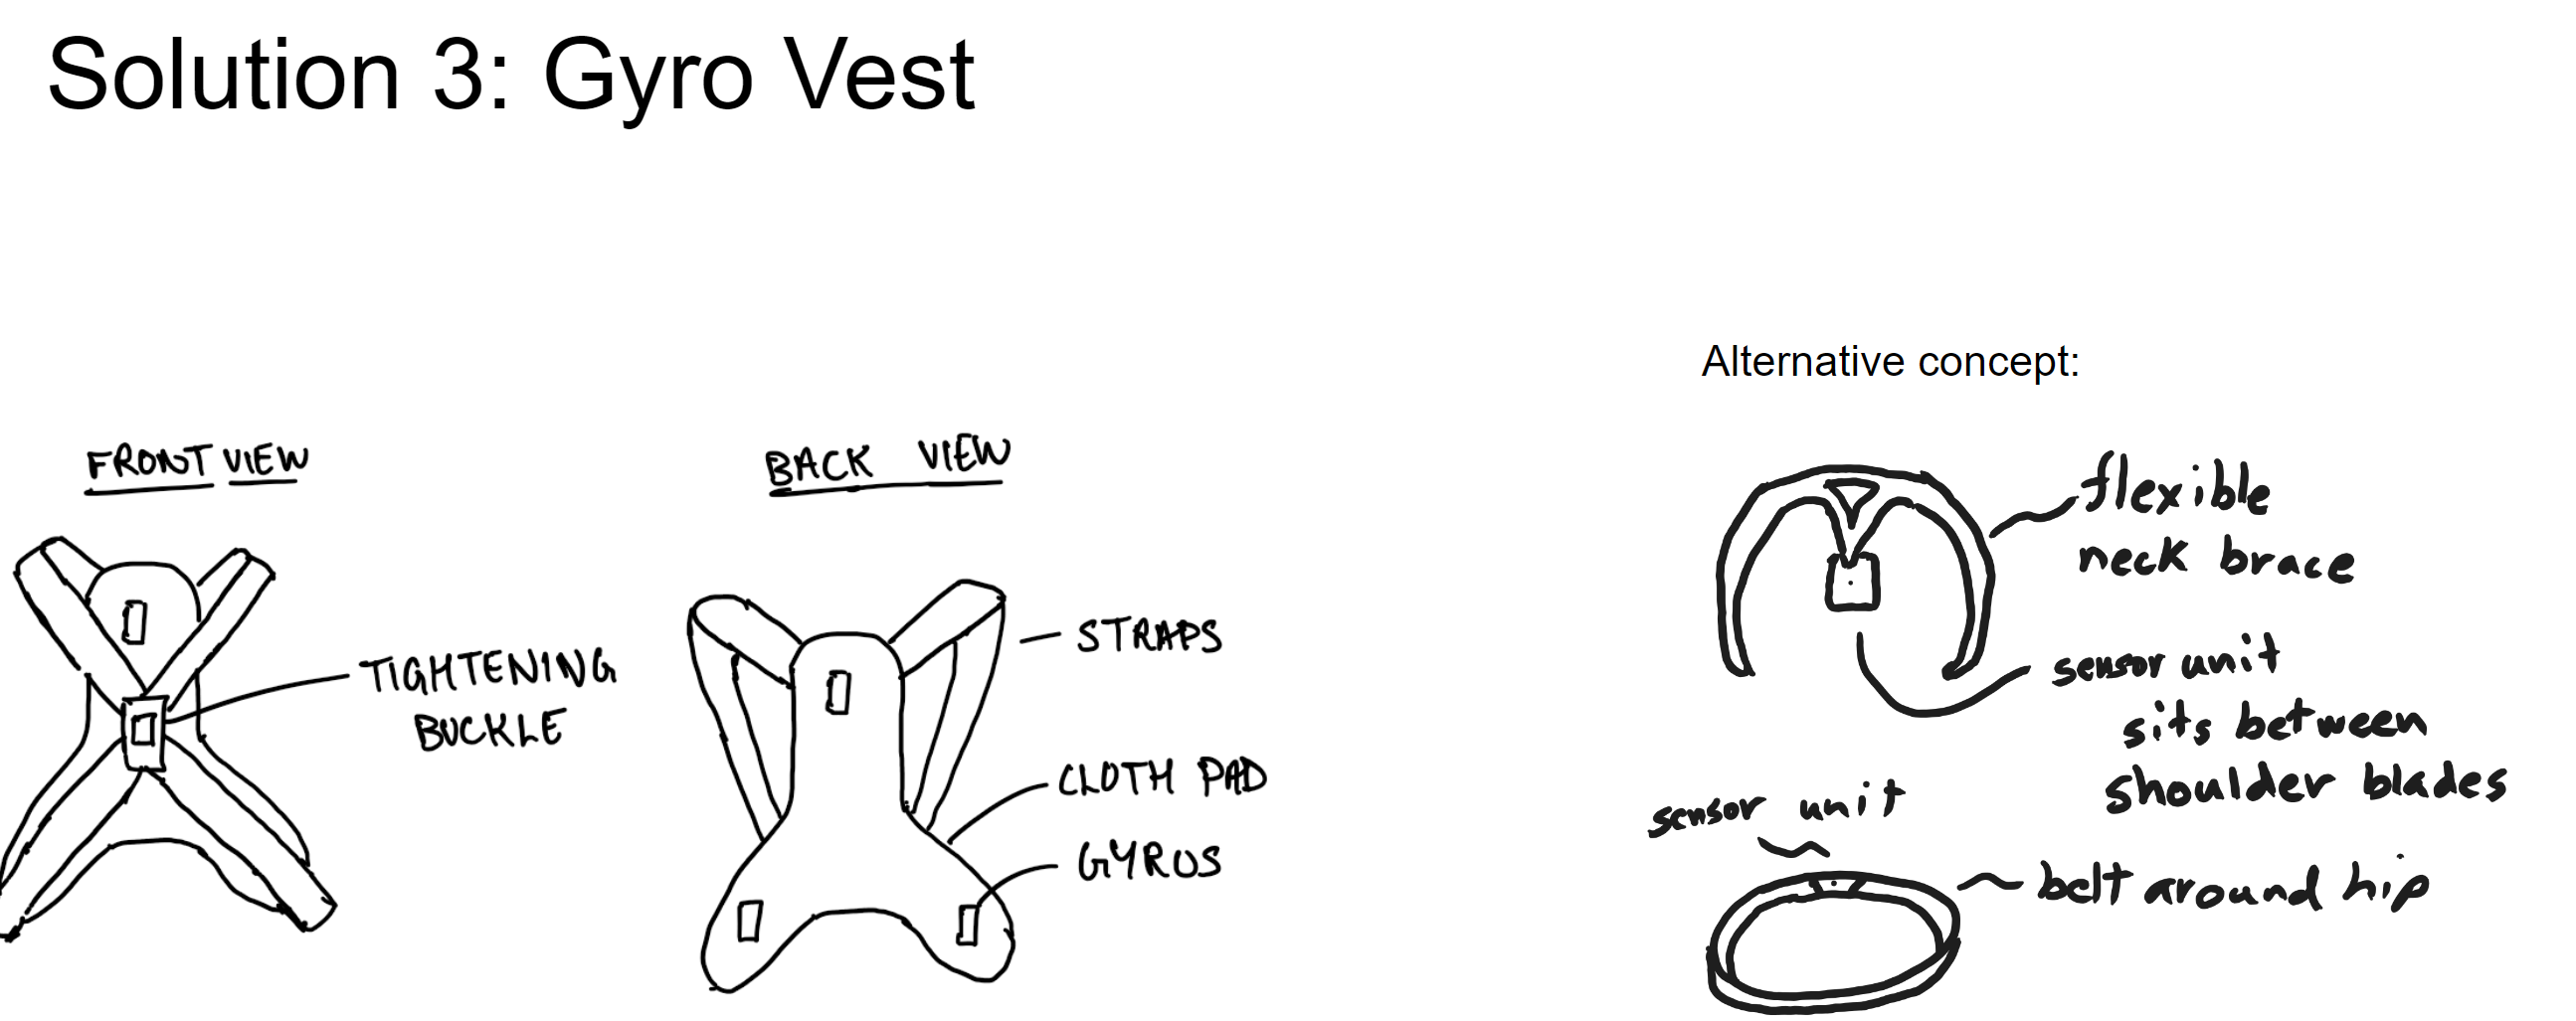 Solution 3: Gyro Vest
FRONT VIEW
TIGHTENING
BUCKLE
BACK VIEW
STRAPS
CLOTH PAD
GYROS
Alternative concept:
flexible
neck brace
sensor unit
sits between
shoulder blades
sensor unit
belt around hip